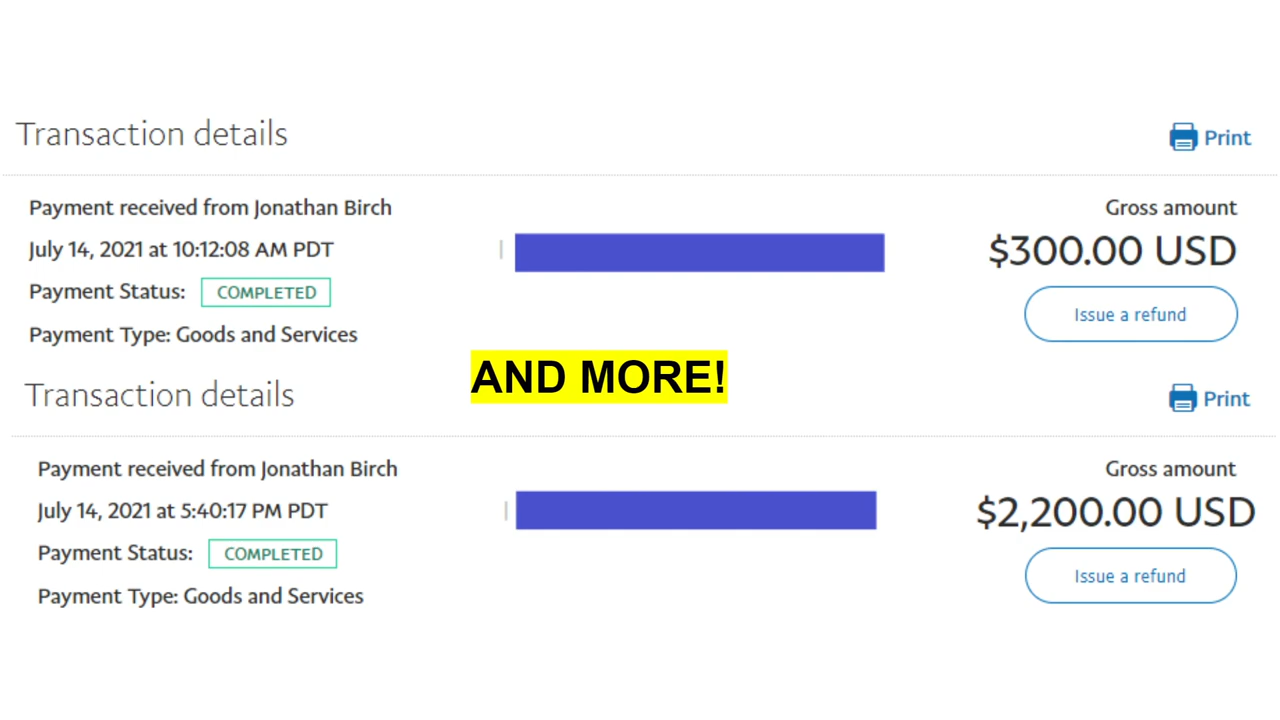 Transaction details
Print
Payment received from Jonathan Birch
Gross amount
July 14, 2021 at 10:12:08 AM PDT
$300.00 USD
Payment Status: COMPLETED
Issue a refund
Payment Type: Goods and Services
AND MORE!
Transaction details
Print
Payment received from Jonathan Birch
Gross amount
July 14, 2021 at 5:40:17 PM PDT
$2,200.00 USD
Payment Status: COMPLETED
Issue a refund
Payment Type: Goods and Services